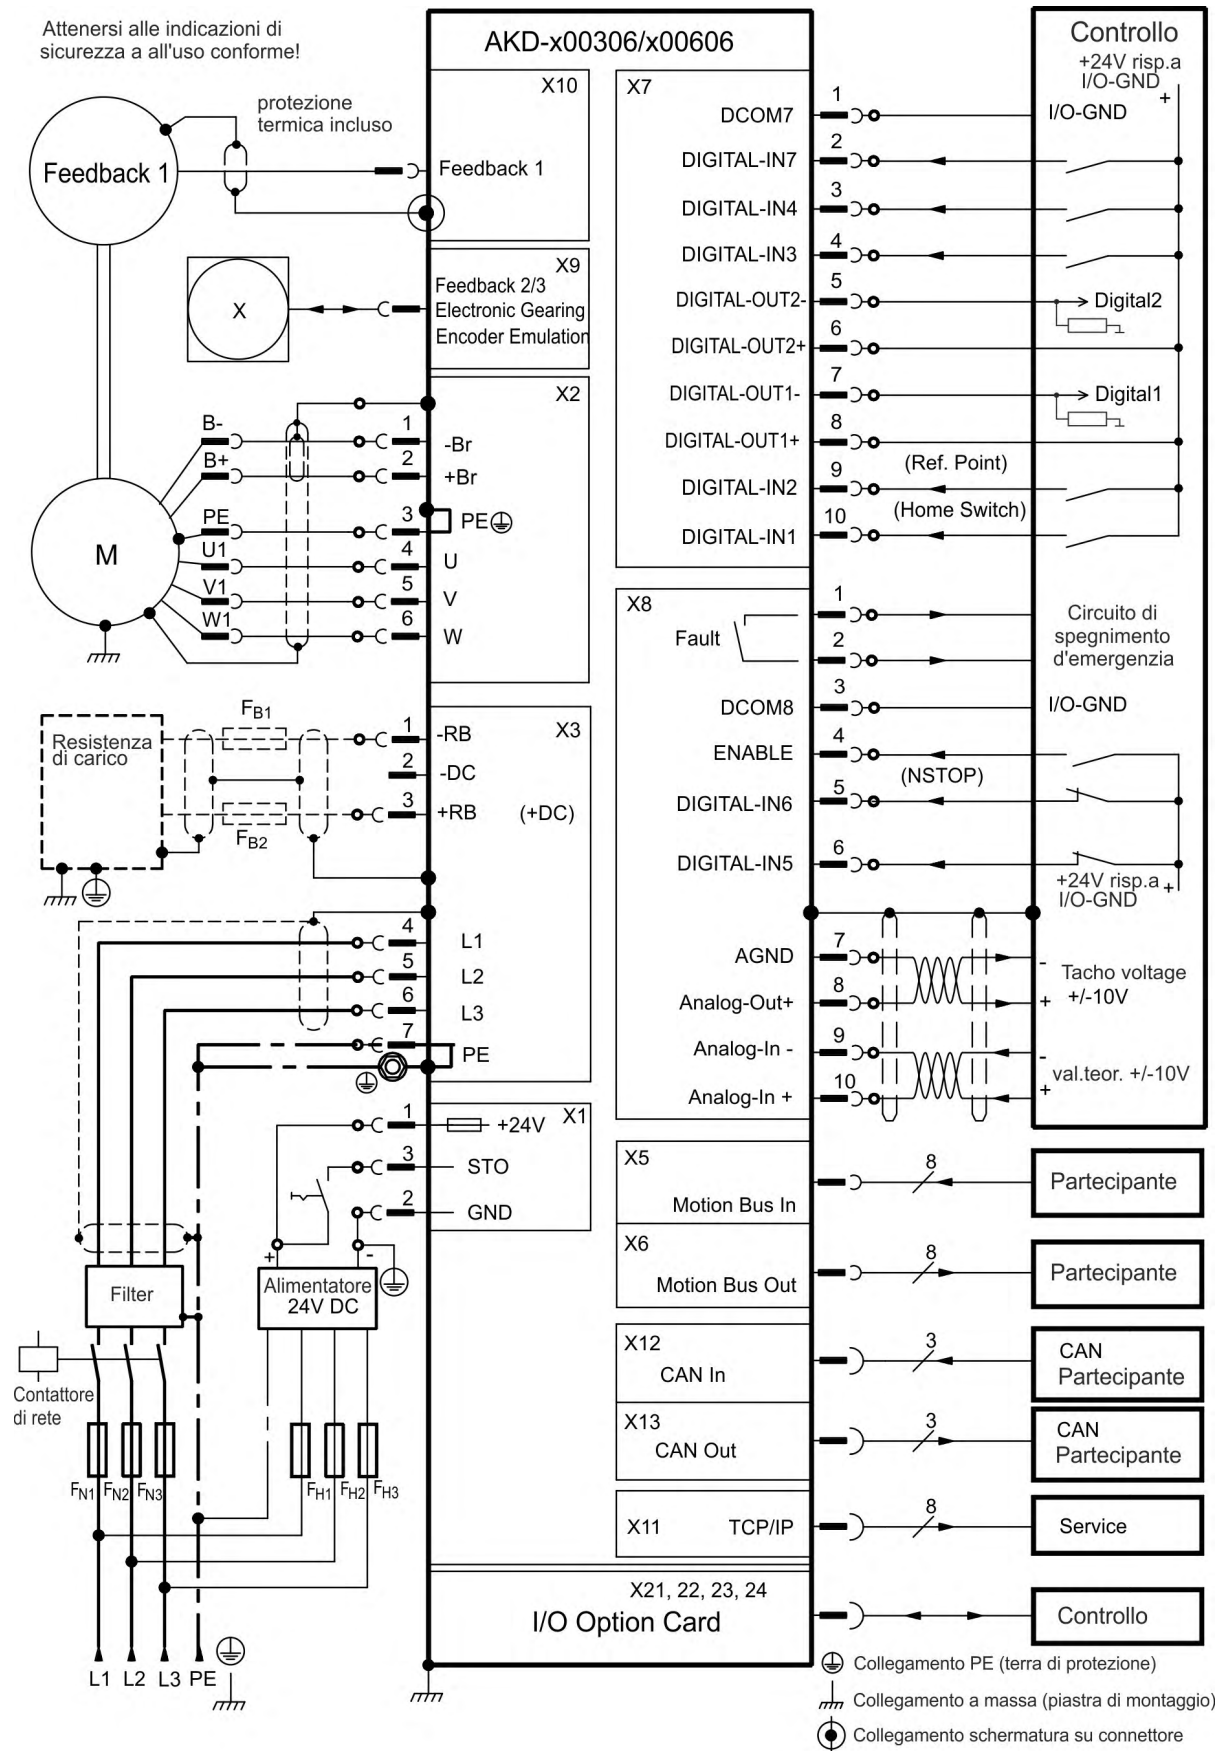 Attenersi alle indicazioni di
sicurezza a all'uso conforme!
AKD-x00306/x00606
Controllo
+24V risp.a
I/O-GND
+
protezione
termica incluso
Feedback 1
X10
Feedback 1
X
X9
Feedback 2/3
Electronic Gearing
Encoder Emulation
X2
B-
1
-Br
B+
2
+Br
PE
3
PE
U1
4
U
V1
5
V
W1
6
W
M
X7
DCOM7
1
I/O-GND
DIGITAL-IN7
2
DIGITAL-IN4
3
DIGITAL-IN3
4
DIGITAL-OUT2-
5
Digital2
DIGITAL-OUT2+
6
DIGITAL-OUT1-
7
Digital1
DIGITAL-OUT1+
8
DIGITAL-IN2
9
(Ref. Point)
DIGITAL-IN1
10
(Home Switch)
X8
Fault
1
2
Circuito di
spegnimento
d'emergenzia
DCOM8
3
I/O-GND
ENABLE
4
DIGITAL-IN6
5
(NSTOP)
DIGITAL-IN5
6
+24V risp.a
I/O-GND
+
AGND
7
-
Analog-Out+
8
+
Tacho voltage
+/-10V
Analog-In -
9
-
Analog-In +
10
+
val.teor. +/-10V
Resistenza
di carico
FB1
FB2
X3
1
-RB
2
-DC
3
+RB
(+DC)
4
L1
5
L2
6
L3
7
PE
X1
1
+24V
3
STO
2
GND
+
-
Alimentatore
24V DC
Filter
Contattore
di rete
FN1
FN2
FN3
FH1
FH2
FH3
L1
L2
L3
PE
X5
Motion Bus In
8
Partecipante
X6
Motion Bus Out
8
Partecipante
X12
CAN In
3
CAN
Partecipante
X13
CAN Out
3
CAN
Partecipante
X11
TCP/IP
8
Service
X21, 22, 23, 24
I/O Option Card
Controllo
Collegamento PE (terra di protezione)
Collegamento a massa (piastra di montaggio)
Collegamento schermatura su connettore